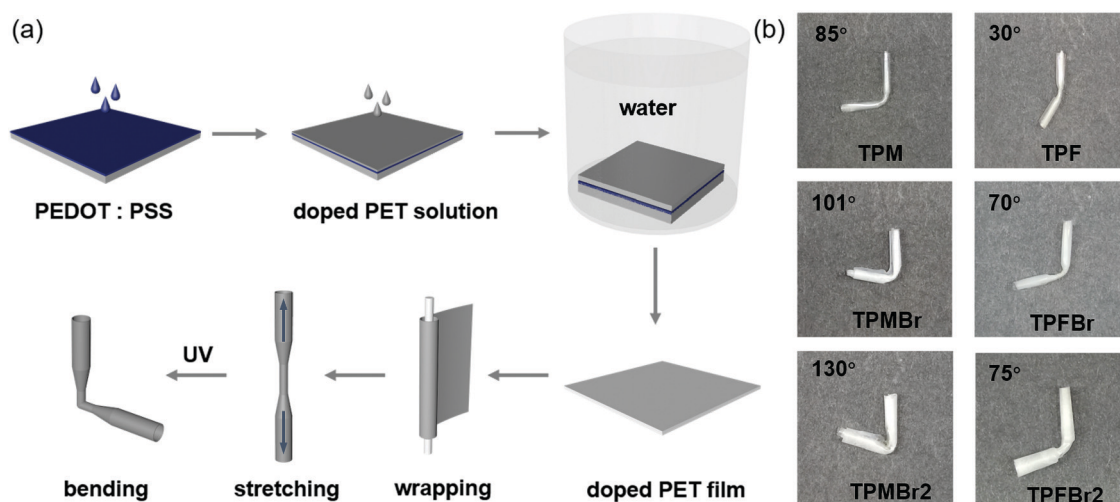 (a)
PEDOT : PSS
doped PET solution
water
UV
bending
stretching
wrapping
doped PET film
(b)
85°
TPM
30°
TPF
101°
TPMBr
70°
TPFBr
130°
TPMBr2
75°
TPFBr2